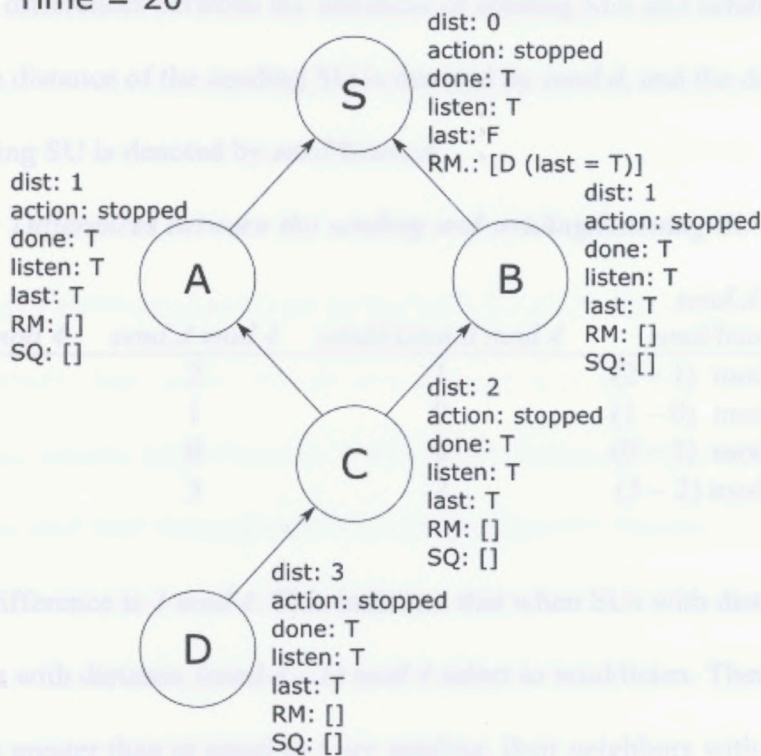 Time = 20
S
dist: 0
action: stopped
done: T
listen: T
last: F
RM.: [D (last = T)]
A
dist: 1
action: stopped
done: T
listen: T
last: T
RM: []
SQ: []
B
dist: 1
action: stopped
done: T
listen: T
last: T
RM: []
SQ: []
C
dist: 2
action: stopped
done: T
listen: T
last: T
RM: []
SQ: []
D
dist: 3
action: stopped
done: T
listen: T
last: T
RM: []
SQ: []